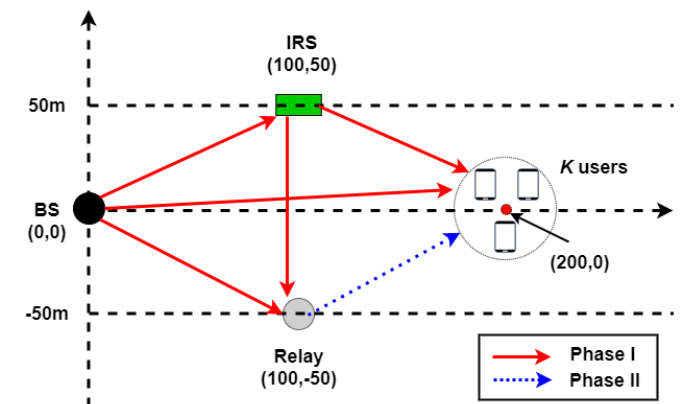 IRS
(100,50)
50m
K users
BS
(0,0)
(200,0)
-50m
Relay
(100,-50)
Phase I
Phase II